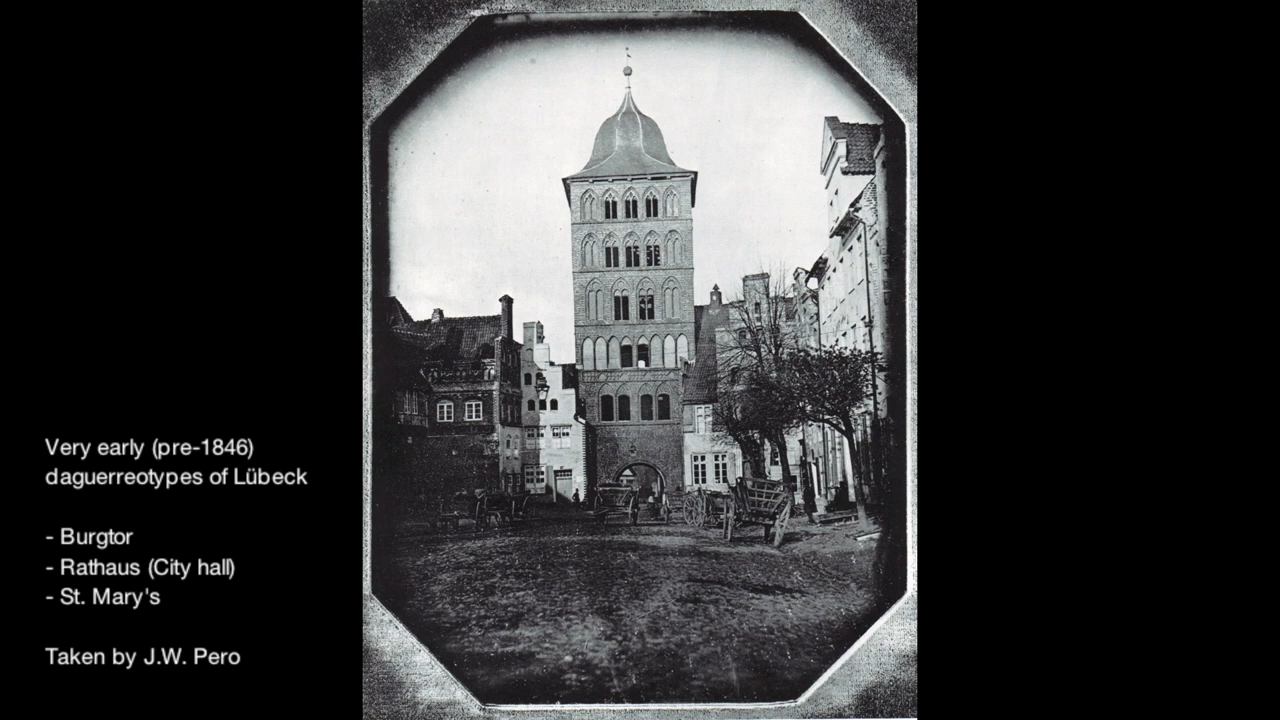 Very early (pre-1846)
daguerreotypes of Lübeck
- Burgtor
- Rathaus (City hall)
- St. Mary's
Taken by J.W. Pero